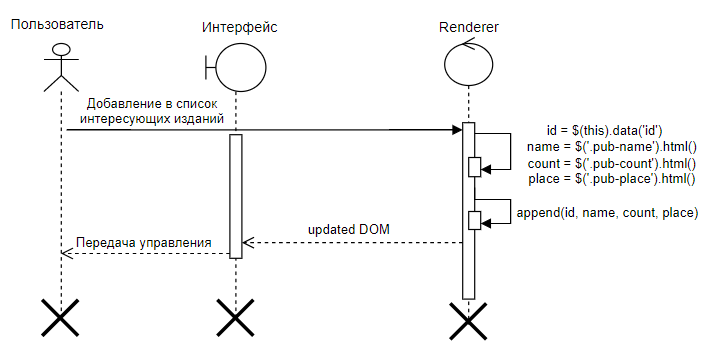 Пользователь
Интерфейс
Renderer
Добавление в список
интересующих изданий
id = $(this).data('id')
name = $('.pub-name').html()
count = $('.pub-count').html()
place = $('.pub-place').html()
append(id, name, count, place)
updated DOM
Передача управления